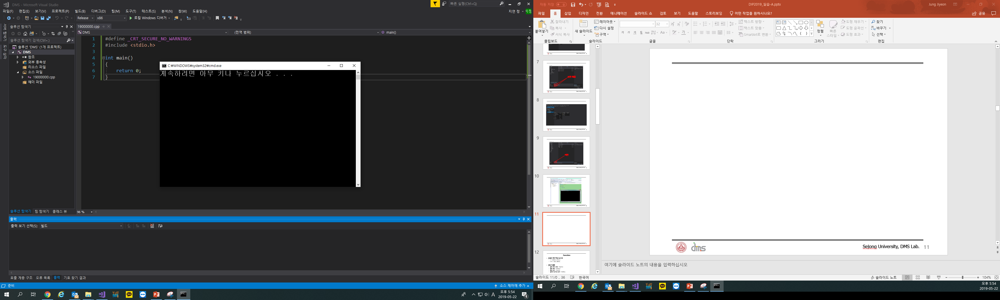 DMS - Microsoft Visual Studio
빠른 실행(Ctrl+Q)
파일(F) 편집(E) 보기(V) 프로젝트(P) 빌드(B) 디버그(D) 팀(M) 도구(T) 테스트(S) 분석(N) 창(W) 도움말(H)
지연 정
Release x86 로컬 Windows 디버거
서버 탐색기
도구 상자
솔루션 탐색기
솔루션 탐색기 검색(Ctrl+;)
솔루션 'DMS' (1개 프로젝트)
DMS
참조
외부 종속성
리소스 파일
소스 파일
19000000.cpp
헤더 파일
솔루션 탐색기 팀 탐색기 클래스 뷰
19000000.cpp
DMS (전역 범위) main()
1 #define _CRT_SECURE_NO_WARNINGS
2 #include <stdio.h>
3
4 int main()
5 {
6 return 0;
7 }
C:₩WINDOWS₩system32₩cmd.exe
계속하려면 아무 키나 누르십시오 . . .
96 %
출력
출력 보기 선택(S): 빌드
호출 계층 구조 오류 목록 출력 기호 찾기 결과
준비
소스 제어에 추가
A
오후 5:54
2019-05-22
4
자동 저장
DIP2019_실습-A.pptx
Jung Jiyeon
파일 홈 삽입 디자인 전환 애니메이션 슬라이드 쇼 검토 보기 도움말 스토리보딩 어떤 작업을 원하시나요?
공유
붙여넣기
잘라내기
복사
서식 복사
클립보드
새 슬라이드
레이아웃
다시 설정
구역
슬라이드
32
글꼴
텍스트 방향
텍스트 맞춤
SmartArt로 변환
단락
정렬
빠른 스타일
도형 채우기
도형 윤곽선
도형 효과
그리기
찾기
바꾸기
선택
편집
7
8
9
10
11
12
Function
dms
Sejong University, DMS Lab. 11
여기에 슬라이드 노트의 내용을 입력하십시오
슬라이드 11/0 .. 36 한국어
슬라이드 노트
104%
오후 5:54
2019-05-22